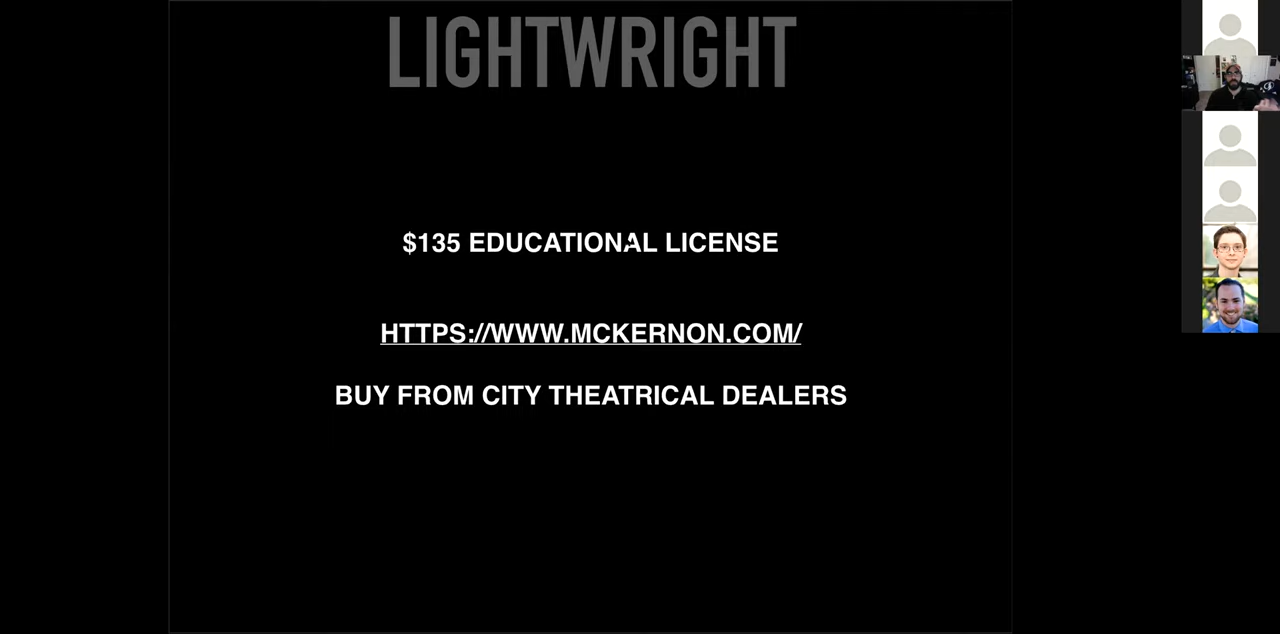 LIGHTWRIGHT
$135 EDUCATIONAL LICENSE
HTTPS://WWW.MCKERNON.COM/
BUY FROM CITY THEATRICAL DEALERS